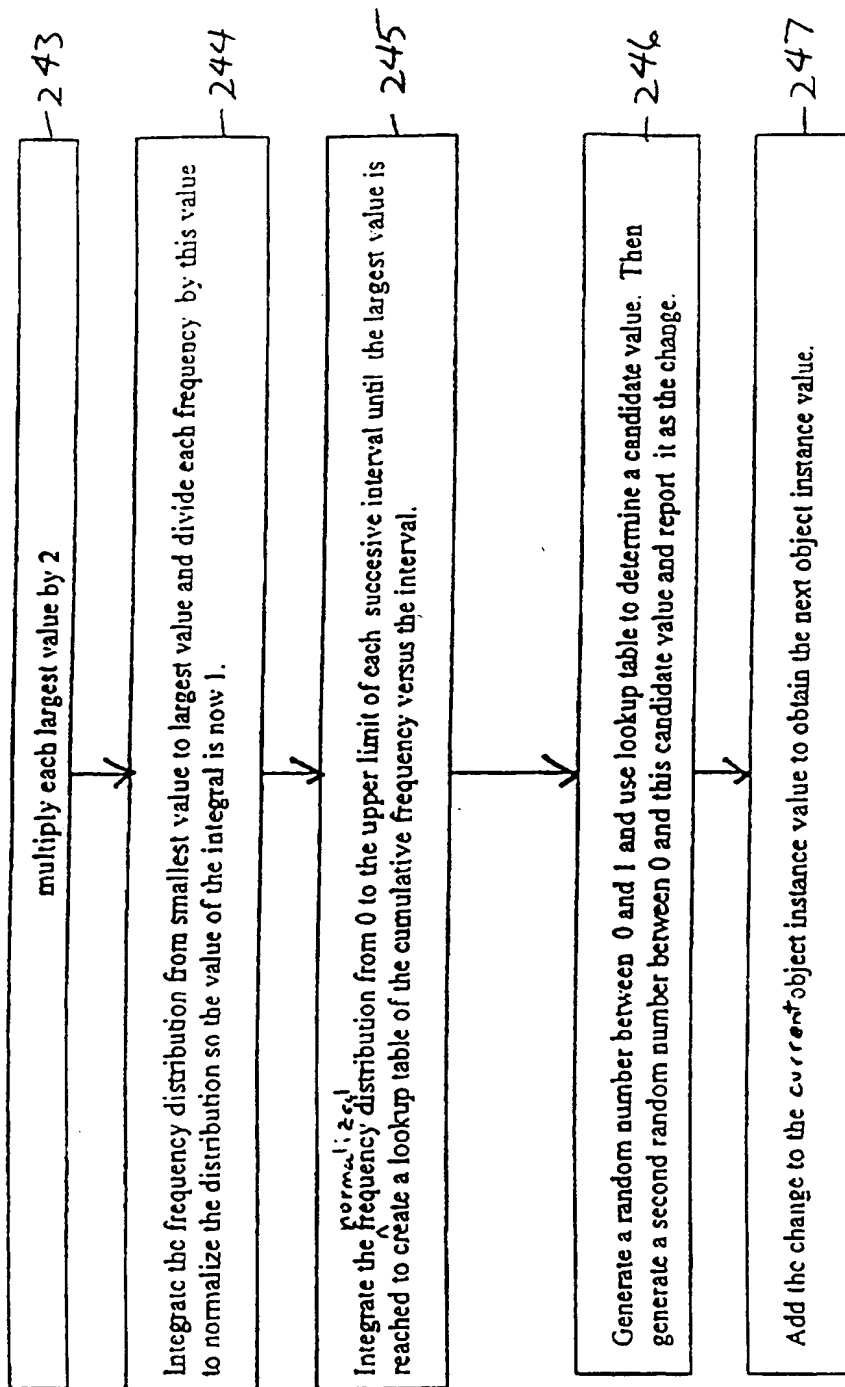 multiply each largest value by 2
243
Integrate the frequency distribution from smallest value to largest value and divide each frequency by this value
to normalize the distribution so the value of the integral is now 1.
244
normalized
Integrate the frequency distribution from 0 to the upper limit of each succesive interval until the largest value is
reached to create a lookup table of the cumulative frequency versus the interval.
245
Generate a random number between 0 and 1 and use lookup table to determine a candidate value. Then
generate a second random number between 0 and this candidate value and report it as the change.
246
Add the change to the current object instance value to obtain the next object instance value.
247